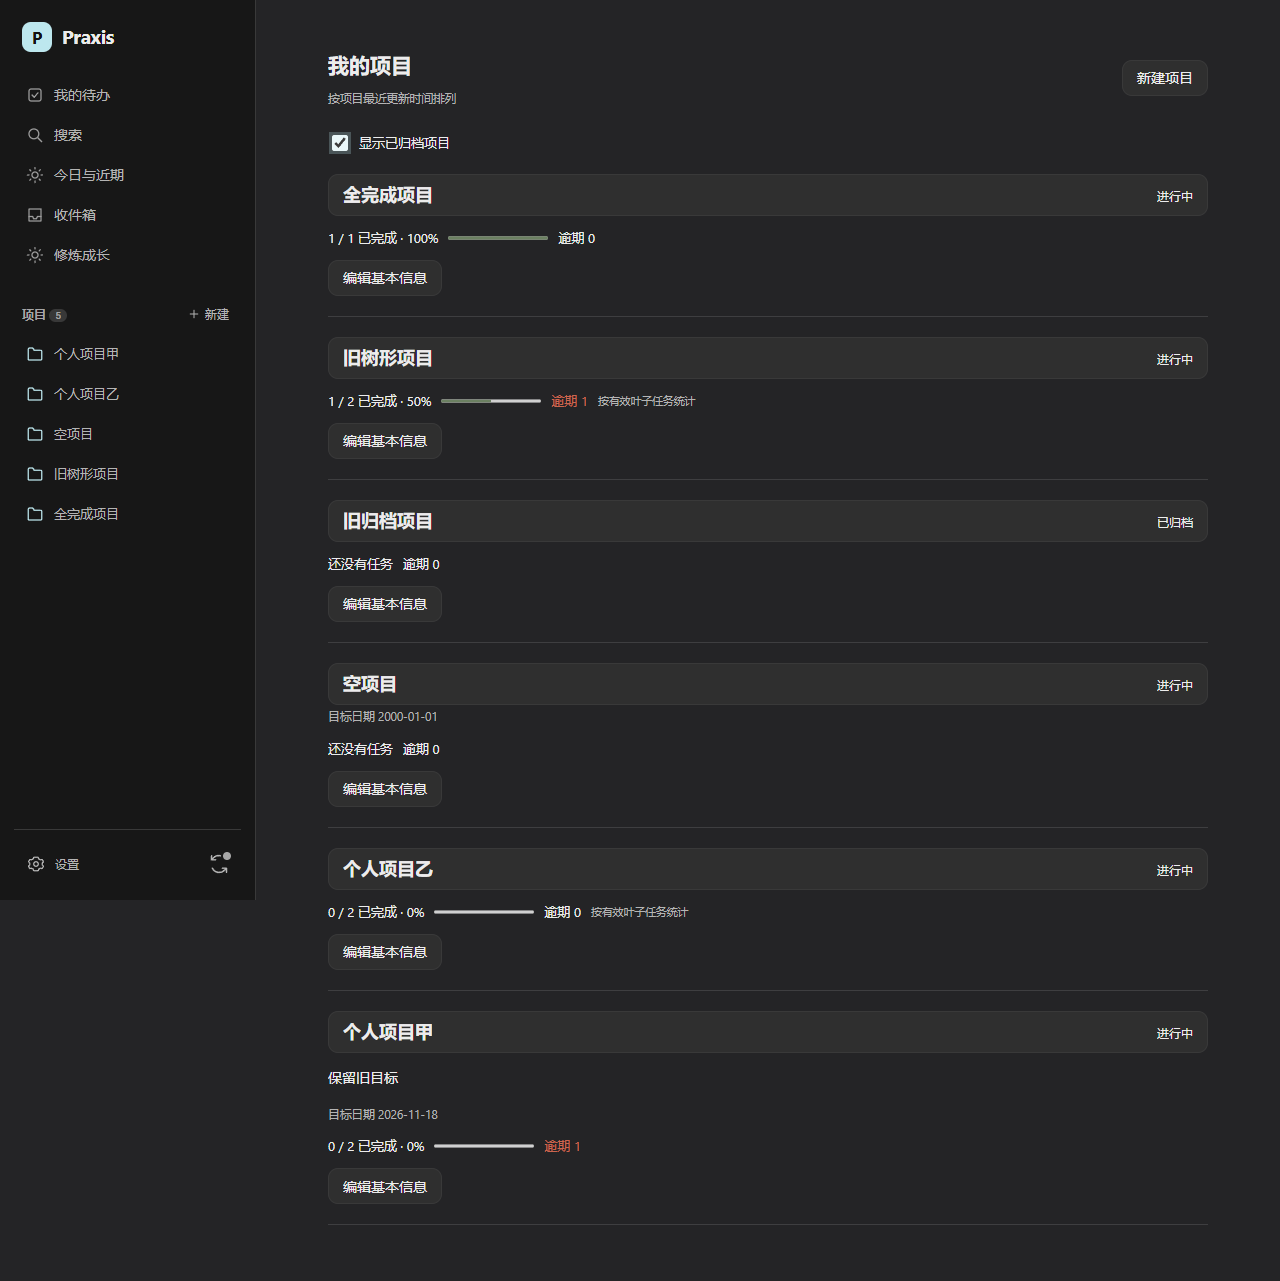 P Praxis
我的待办
搜索
今日与近期
收件箱
修炼成长
项目 5 + 新建
个人项目甲
个人项目乙
空项目
旧树形项目
全完成项目
设置
我的项目
新建项目
按项目最近更新时间排列
显示已归档项目
全完成项目 进行中
1 / 1 已完成 · 100% 逾期 0
编辑基本信息
旧树形项目 进行中
1 / 2 已完成 · 50% 逾期 1 按有效叶子任务统计
编辑基本信息
旧归档项目 已归档
还没有任务 逾期 0
编辑基本信息
空项目 进行中
目标日期 2000-01-01
还没有任务 逾期 0
编辑基本信息
个人项目乙 进行中
0 / 2 已完成 · 0% 逾期 0 按有效叶子任务统计
编辑基本信息
个人项目甲 进行中
保留旧目标
目标日期 2026-11-18
0 / 2 已完成 · 0% 逾期 1
编辑基本信息